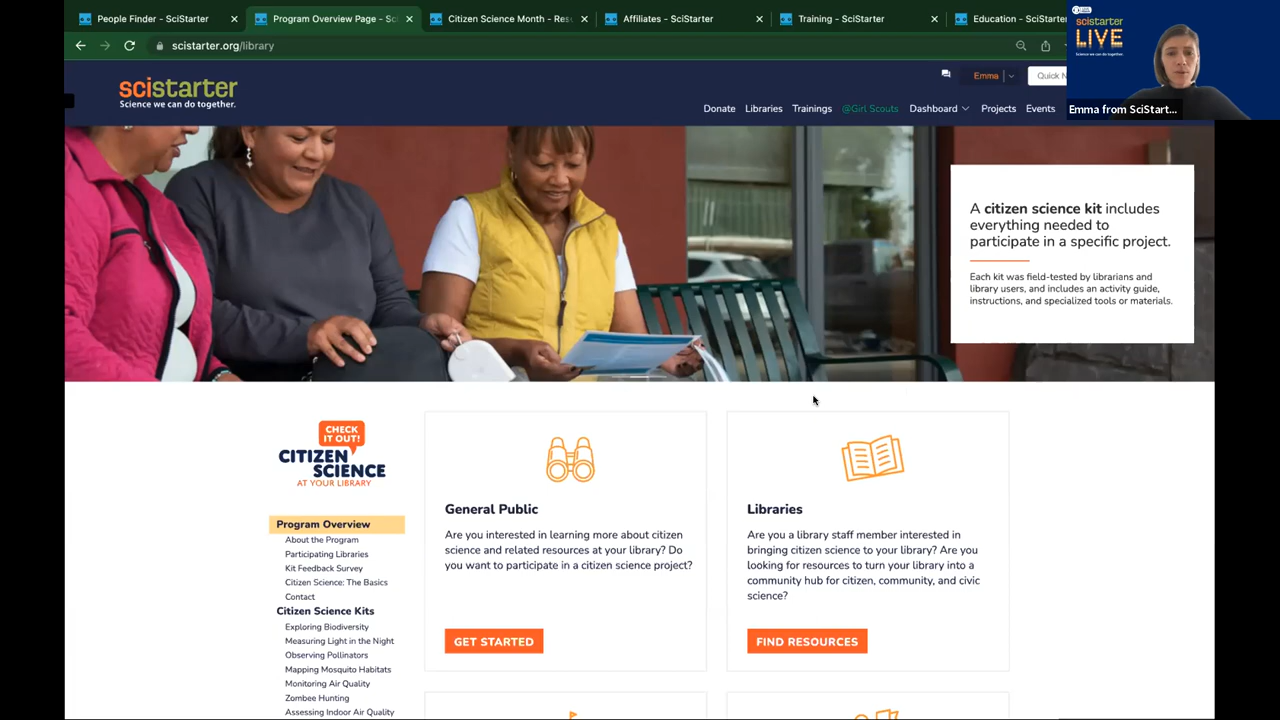 People Finder - SciStarter
Program Overview Page - Sc
Citizen Science Month - Res
Affiliates - SciStarter
Training - SciStarter
Education - SciStarte
scistarter.org/library
scistarter
LIVE
Science we can do together.
Emma from SciStart...
scistarter
Science we can do together.
Emma
Quick N
Donate
Libraries
Trainings
@Girl Scouts
Dashboard
Projects
Events
A citizen science kit includes
everything needed to
participate in a specific project.
Each kit was field-tested by librarians and
library users, and includes an activity guide,
instructions, and specialized tools or materials.
CHECK
IT OUT!
CITIZEN
SCIENCE
AT YOUR LIBRARY
Program Overview
About the Program
Participating Libraries
Kit Feedback Survey
Citizen Science: The Basics
Contact
Citizen Science Kits
Exploring Biodiversity
Measuring Light in the Night
Observing Pollinators
Mapping Mosquito Habitats
Monitoring Air Quality
Zombee Hunting
Assessing Indoor Air Quality
General Public
Are you interested in learning more about citizen
science and related resources at your library? Do
you want to participate in a citizen science project?
GET STARTED
Libraries
Are you a library staff member interested in
bringing citizen science to your library? Are you
looking for resources to turn your library into a
community hub for citizen, community, and civic
science?
FIND RESOURCES